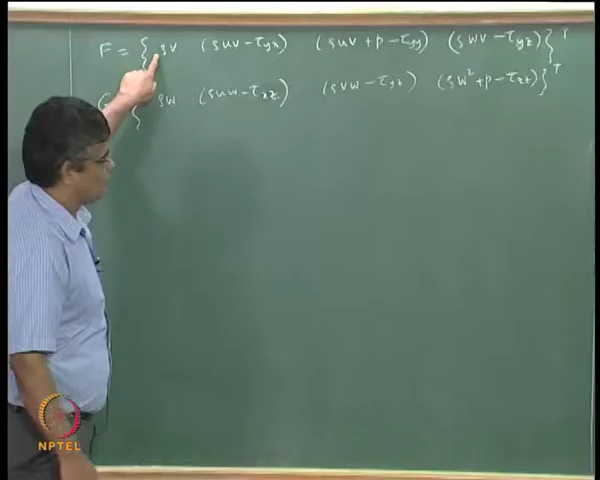 F = { ρv (ρuv - τyx) (ρuv + p - τyy) (ρwv - τyz) }ᵀ
G { ρw (ρuw - τxz) (ρvw - τyz) (ρw² + p - τzz) }ᵀ
NPTEL